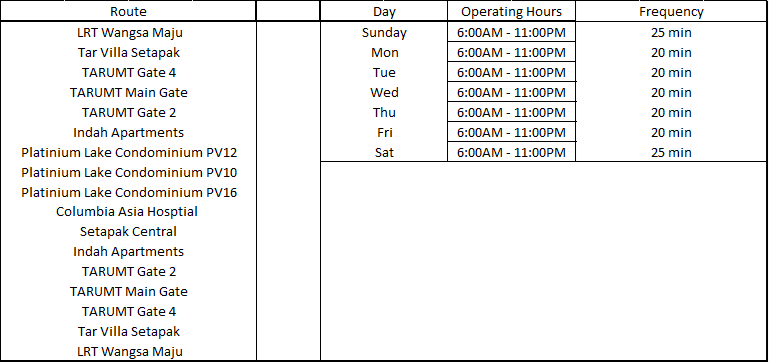 Route Day Operating Hours Frequency
LRT Wangsa Maju Sunday 6:00AM - 11:00PM 25 min
Tar Villa Setapak Mon 6:00AM - 11:00PM 20 min
TARUMT Gate 4 Tue 6:00AM - 11:00PM 20 min
TARUMT Main Gate Wed 6:00AM - 11:00PM 20 min
TARUMT Gate 2 Thu 6:00AM - 11:00PM 20 min
Indah Apartments Fri 6:00AM - 11:00PM 20 min
Platinium Lake Condominium PV12 Sat 6:00AM - 11:00PM 25 min
Platinium Lake Condominium PV10
Platinium Lake Condominium PV16
Columbia Asia Hosptial
Setapak Central
Indah Apartments
TARUMT Gate 2
TARUMT Main Gate
TARUMT Gate 4
Tar Villa Setapak
LRT Wangsa Maju